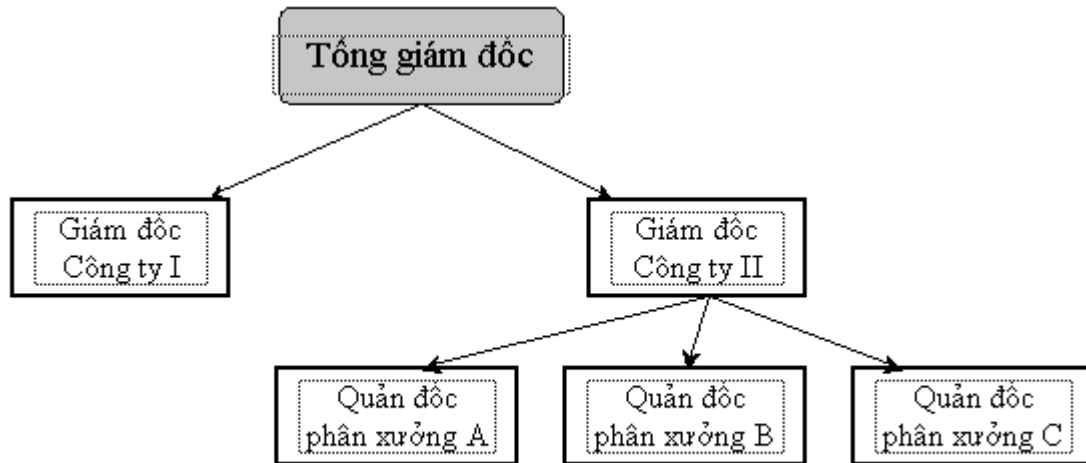 Tổng giám đốc
Giám đốc
Công ty I
Giám đốc
Công ty II
Quản đốc
phân xưởng A
Quản đốc
phân xưởng B
Quản đốc
phân xưởng C